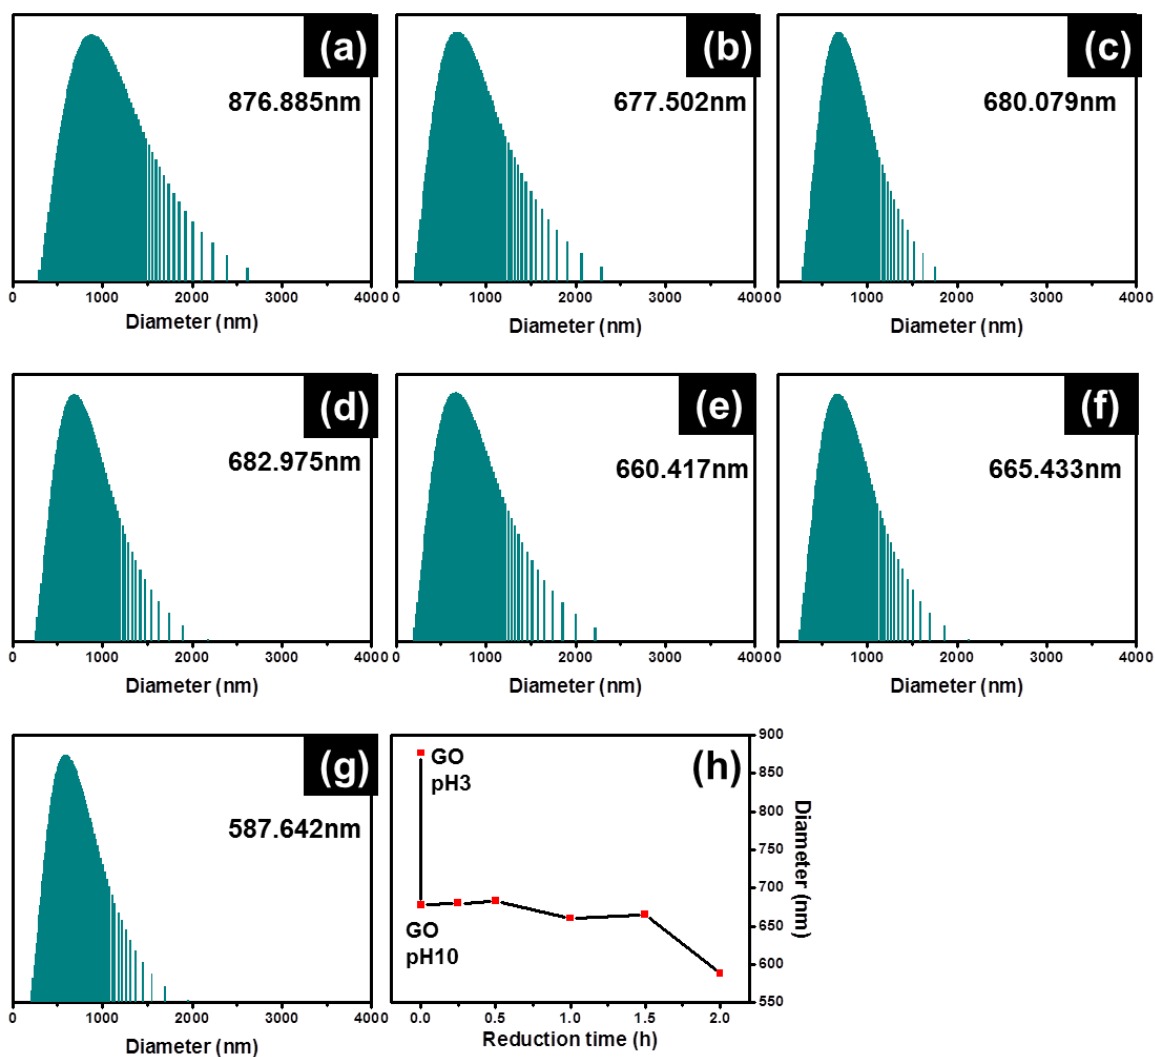 (a)
876.885nm
0 1000 2000 3000 4000
Diameter (nm)
(b)
677.502nm
0 1000 2000 3000 4000
Diameter (nm)
(c)
680.079nm
0 1000 2000 3000 4000
Diameter (nm)
(d)
682.975nm
0 1000 2000 3000 4000
Diameter (nm)
(e)
660.417nm
0 1000 2000 3000 4000
Diameter (nm)
(f)
665.433nm
0 1000 2000 3000 4000
Diameter (nm)
(g)
587.642nm
0 1000 2000 3000 4000
Diameter (nm)
(h)
GO
pH3
GO
pH10
900
850
800
750
700
650
600
550
Diameter (nm)
0.0 0.5 1.0 1.5 2.0
Reduction time (h)